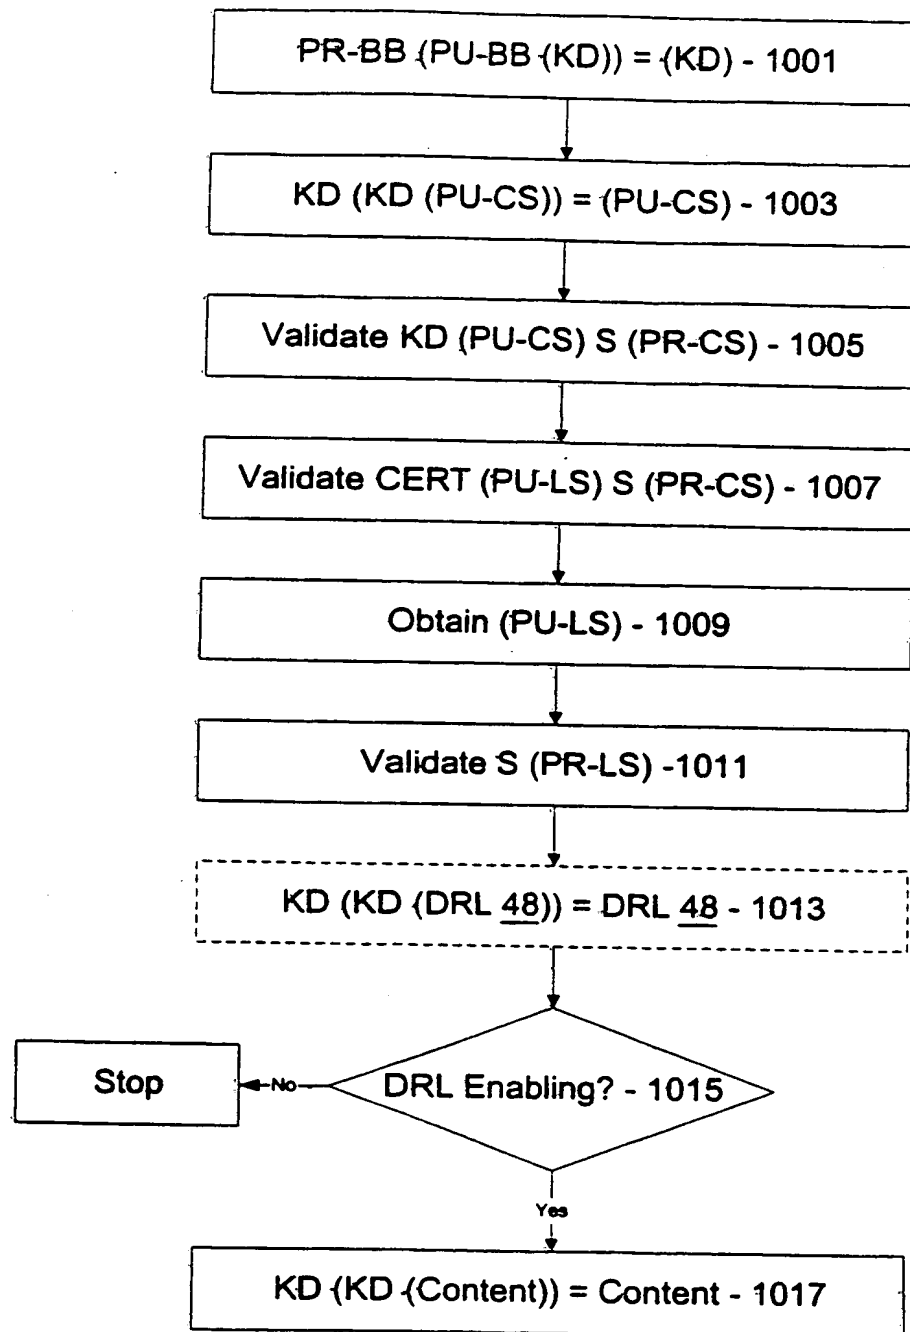 PR-BB (PU-BB (KD)) = (KD) - 1001
KD (KD (PU-CS)) = (PU-CS) - 1003
Validate KD (PU-CS) S (PR-CS) - 1005
Validate CERT (PU-LS) S (PR-CS) - 1007
Obtain (PU-LS) - 1009
Validate S (PR-LS) -1011
KD (KD (DRL 48)) = DRL 48 - 1013
DRL Enabling? - 1015
No
Stop
Yes
KD (KD (Content)) = Content - 1017